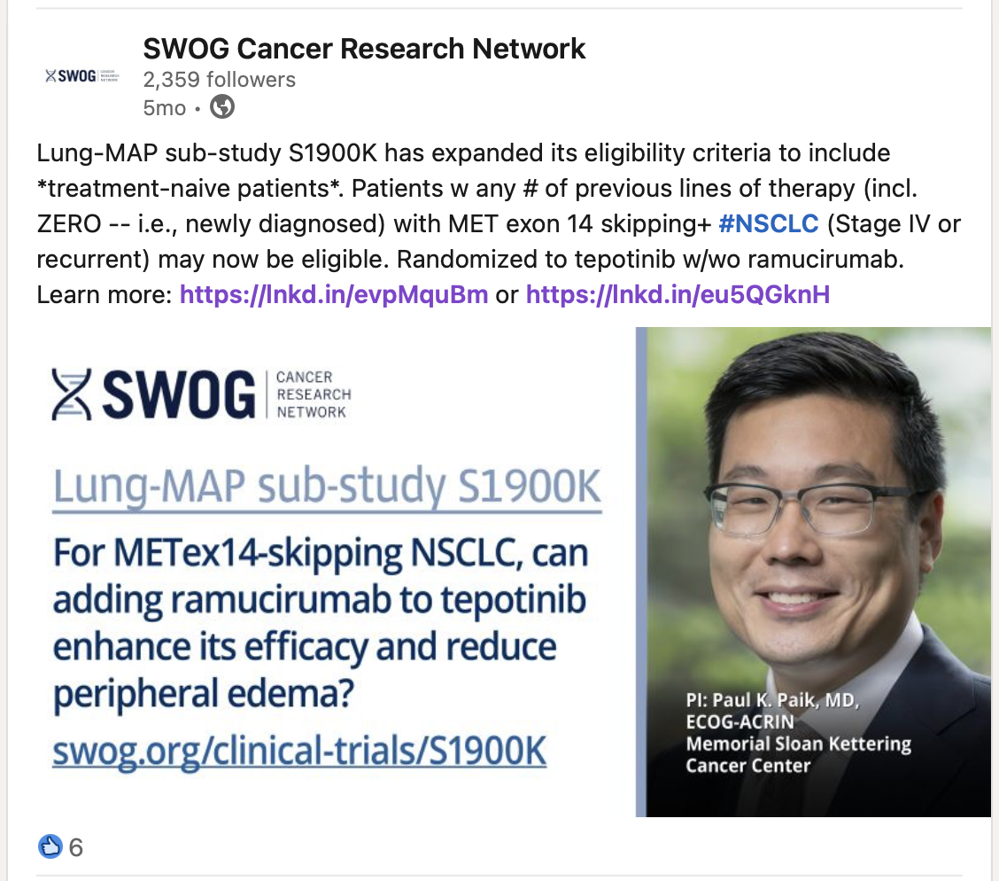 SWOG CANCER RESEARCH NETWORK
SWOG Cancer Research Network
2,359 followers
5mo •
Lung-MAP sub-study S1900K has expanded its eligibility criteria to include
*treatment-naive patients*. Patients w any # of previous lines of therapy (incl.
ZERO -- i.e., newly diagnosed) with MET exon 14 skipping+ #NSCLC (Stage IV or
recurrent) may now be eligible. Randomized to tepotinib w/wo ramucirumab.
Learn more: https://lnkd.in/evpMquBm or https://lnkd.in/eu5QGknH
SWOG
CANCER
RESEARCH
NETWORK
Lung-MAP sub-study S1900K
For METex14-skipping NSCLC, can
adding ramucirumab to tepotinib
enhance its efficacy and reduce
peripheral edema?
swog.org/clinical-trials/S1900K
PI: Paul K. Paik, MD,
ECOG-ACRIN
Memorial Sloan Kettering
Cancer Center
6